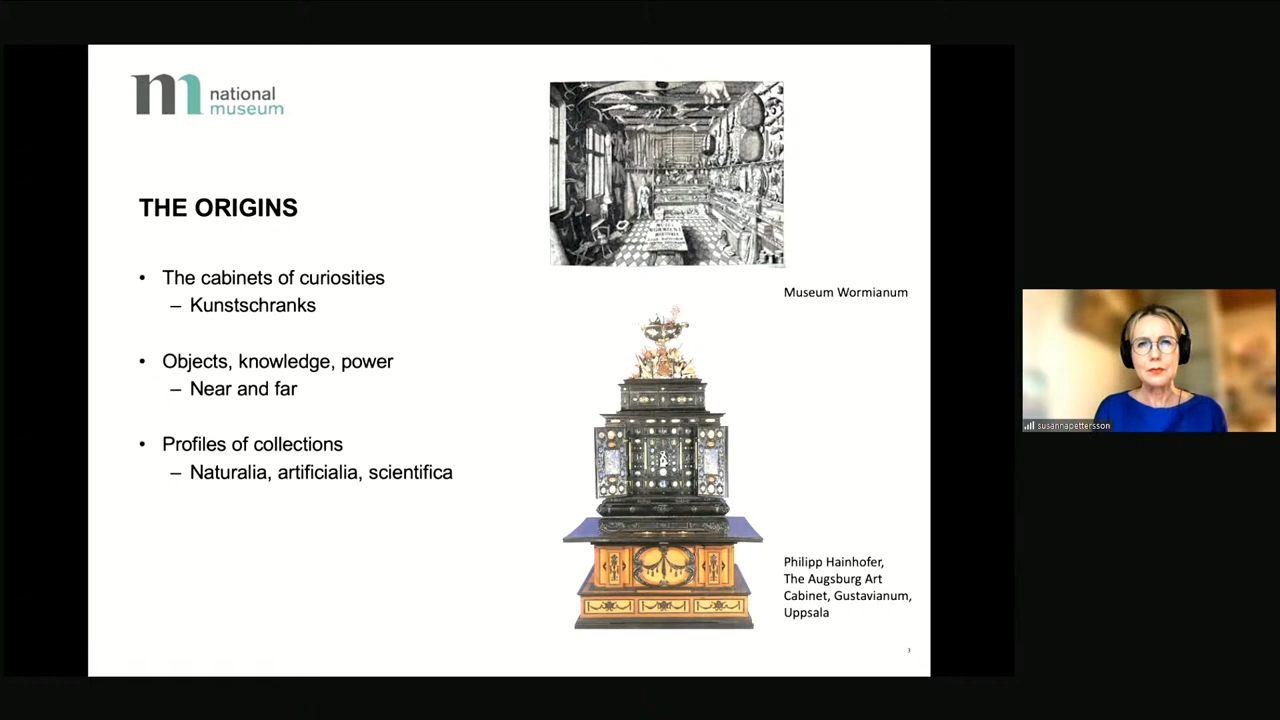 national
museum
THE ORIGINS
• The cabinets of curiosities
– Kunstschranks
• Objects, knowledge, power
– Near and far
• Profiles of collections
– Naturalia, artificialia, scientifica
Museum Wormianum
Philipp Hainhofer,
The Augsburg Art
Cabinet, Gustavianum,
Uppsala
3
susannapettersson